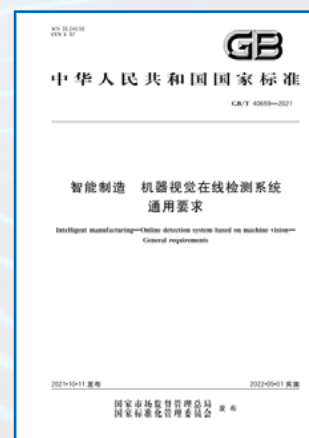 GB
中华人民共和国国家标准
GB/T 40659—2021
智能制造 机器视觉在线检测系统
通用要求
Intelligent manufacturing—Online detection system based on machine vision—
General requirements
2021-10-11 发布
2022-05-01 实施
国家市场监督管理总局
国家标准化管理委员会 发布